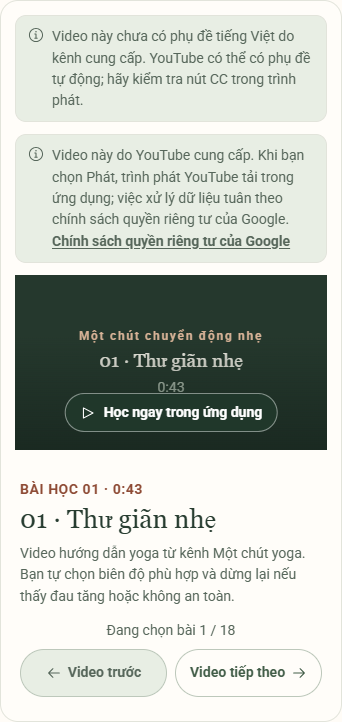 Video này chưa có phụ đề tiếng Việt do
kênh cung cấp. YouTube có thể có phụ đề
tự động; hãy kiểm tra nút CC trong trình
phát.
Video này do YouTube cung cấp. Khi bạn
chọn Phát, trình phát YouTube tải trong
ứng dụng; việc xử lý dữ liệu tuân theo
chính sách quyền riêng tư của Google.
Chính sách quyền riêng tư của Google
Một chút chuyển động nhẹ
01 · Thư giãn nhẹ
0:43
Học ngay trong ứng dụng
BÀI HỌC 01 · 0:43
01 · Thư giãn nhẹ
Video hướng dẫn yoga từ kênh Một chút yoga.
Bạn tự chọn biên độ phù hợp và dừng lại nếu
thấy đau tăng hoặc không an toàn.
Đang chọn bài 1 / 18
← Video trước
Video tiếp theo →